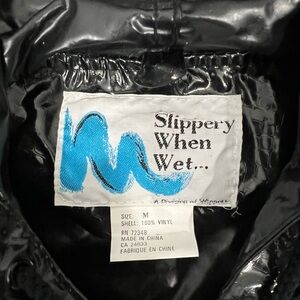 Slippery
When
Wet...
A Division of
SIZE: M
SHELL: 100% VINYL
RN 72348
MADE IN CHINA
CA 24833
FABRIQUE EN CHINE